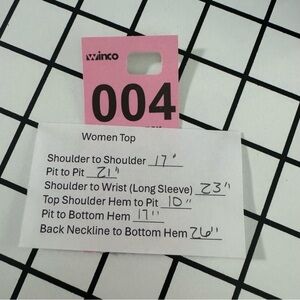 winco
004
Women Top
Shoulder to Shoulder 17"
Pit to Pit 21"
Shoulder to Wrist (Long Sleeve) 23"
Top Shoulder Hem to Pit 10"
Pit to Bottom Hem 17"
Back Neckline to Bottom Hem 26"